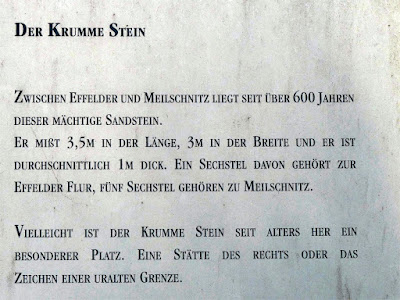 Der Krumme Stein
Zwischen Effelder und Meilschnitz liegt seit über 600 Jahren
dieser mächtige Sandstein.
Er mißt 3,5m in der Länge, 3m in der Breite und er ist
durchschnittlich 1m dick. Ein Sechstel davon gehört zur
Effelder Flur, fünf Sechstel gehören zu Meilschnitz.
Vielleicht ist der Krumme Stein seit alters her ein
besonderer Platz. Eine Stätte des Rechts oder das
Zeichen einer uralten Grenze.